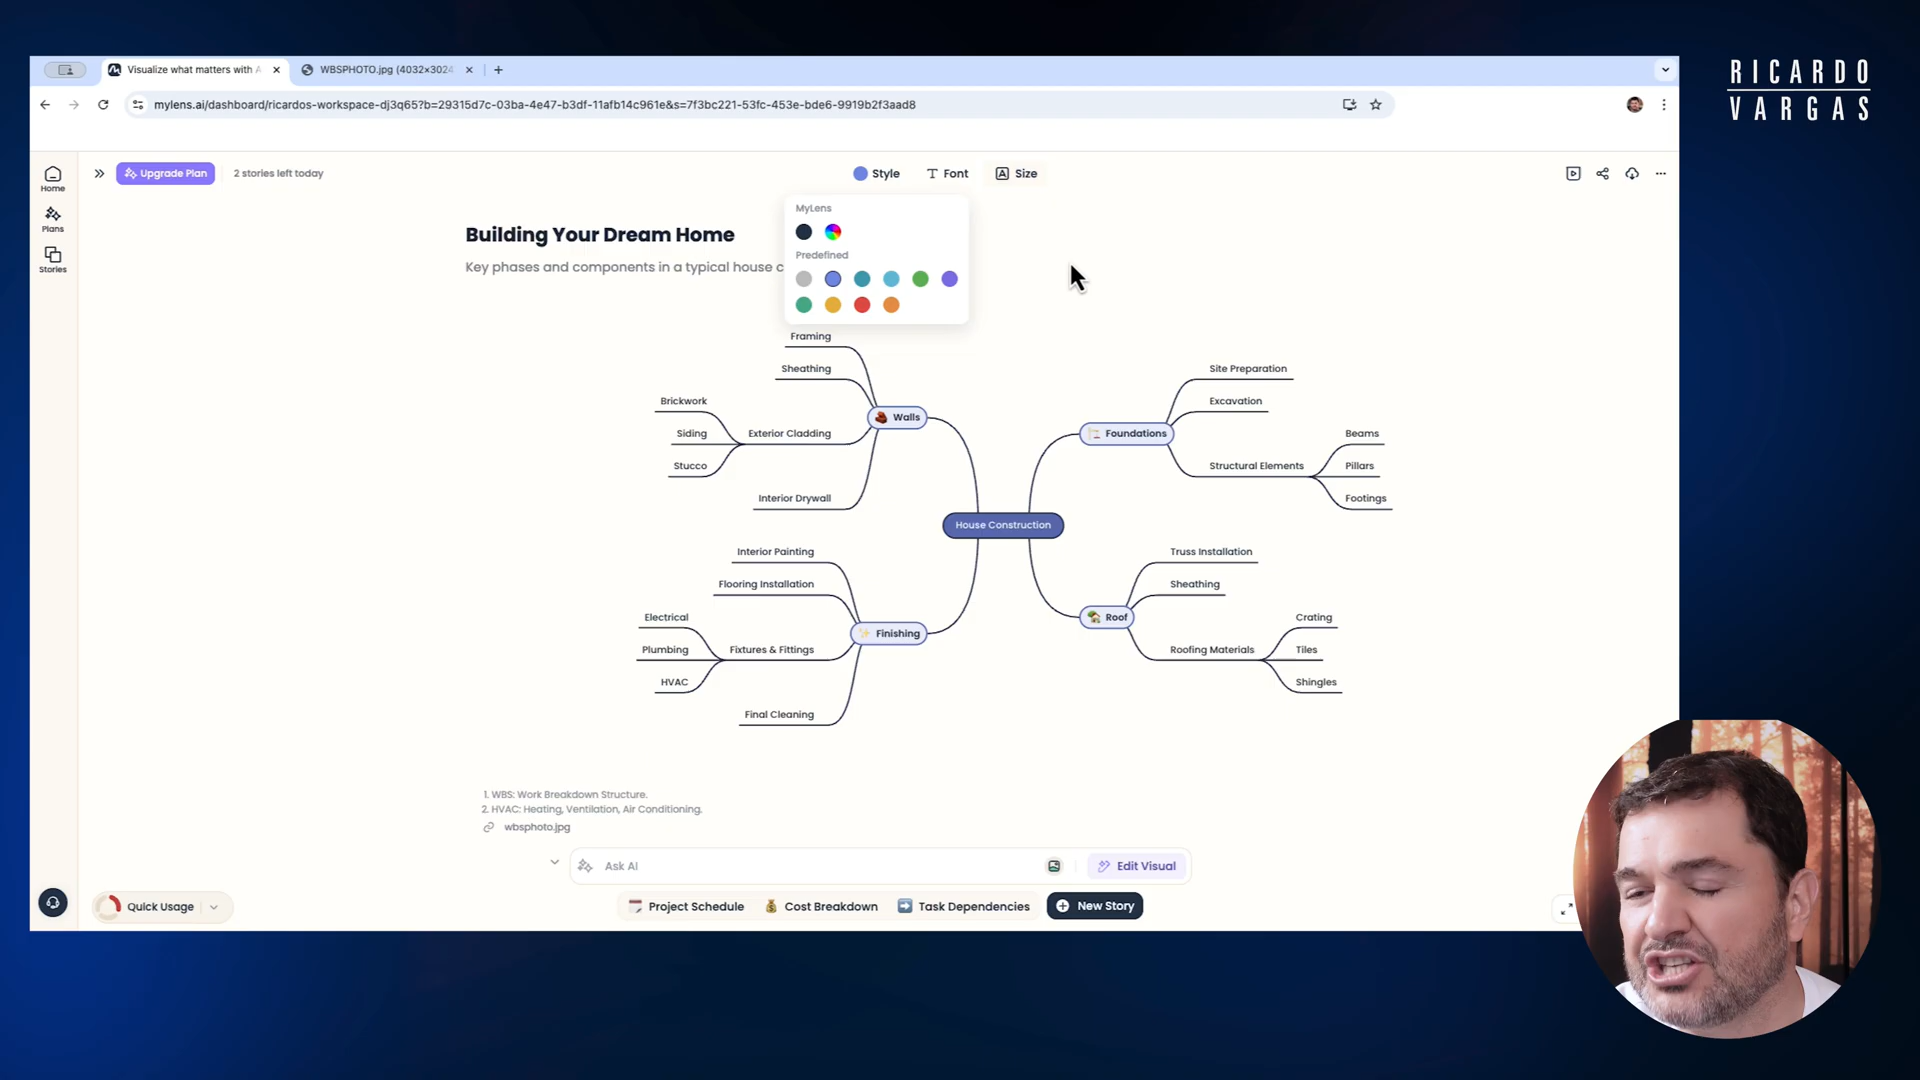 RICARDO
VARGAS
Visualize what matters with A
WBSPHOTO.jpg (4032×3024
mylens.ai/dashboard/ricardos-workspace-dj3q65?b=29315d7c-03ba-4e47-b3df-11afb14c961e&s=7f3bc221-53fc-453e-bde6-9919b2f3aad8
Home
Plans
Stories
Upgrade Plan
2 stories left today
Style
Font
Size
MyLens
Predefined
Building Your Dream Home
Key phases and components in a typical house c
Framing
Sheathing
Brickwork
Siding
Stucco
Exterior Cladding
Interior Drywall
Walls
Site Preparation
Excavation
Foundations
Structural Elements
Beams
Pillars
Footings
House Construction
Interior Painting
Flooring Installation
Electrical
Plumbing
HVAC
Fixtures & Fittings
Final Cleaning
Finishing
Truss Installation
Sheathing
Roof
Roofing Materials
Crating
Tiles
Shingles
1. WBS: Work Breakdown Structure.
2. HVAC: Heating, Ventilation, Air Conditioning.
wbsphoto.jpg
Ask AI
Edit Visual
Quick Usage
Project Schedule
Cost Breakdown
Task Dependencies
New Story